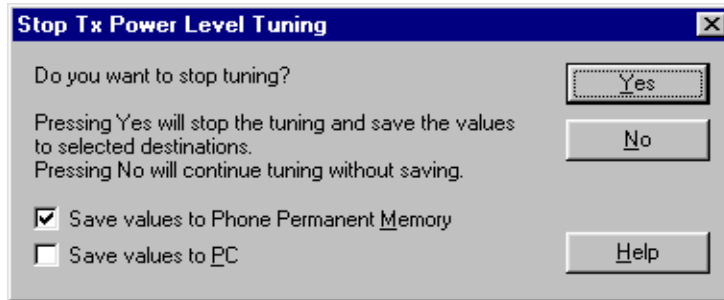 Stop Tx Power Level Tuning
Do you want to stop tuning?
Yes
Pressing Yes will stop the tuning and save the values
to selected destinations.
Pressing No will continue tuning without saving.
No
Save values to Phone Permanent Memory
Save values to PC
Help